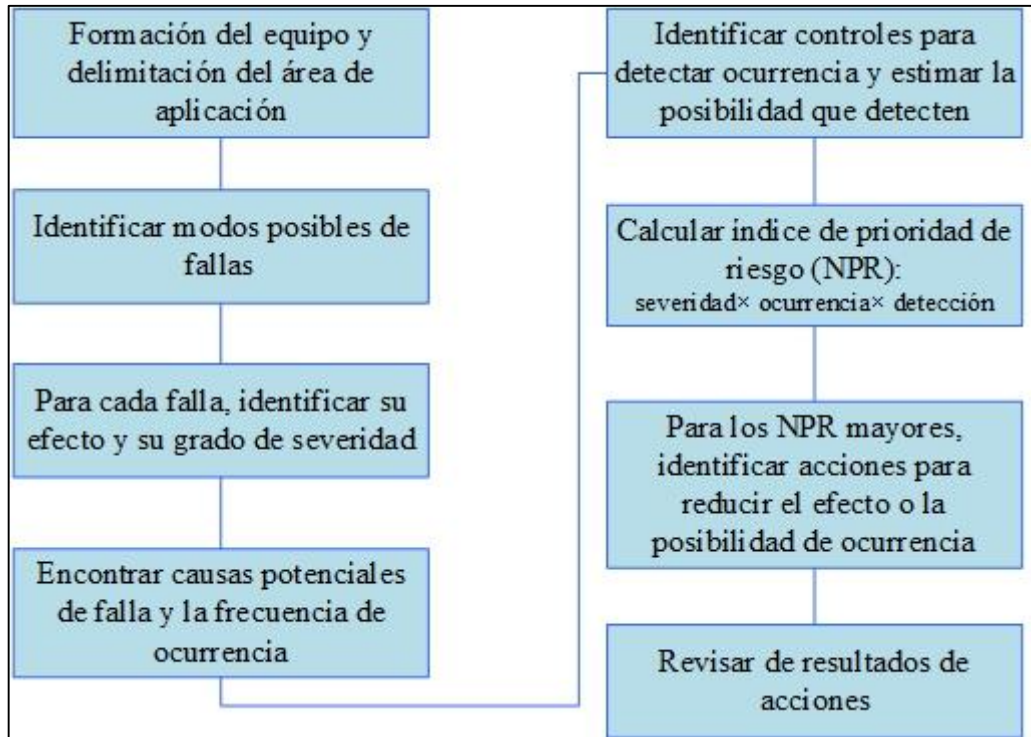 Formación del equipo y
delimitación del área de
aplicación
Identificar modos posibles de
fallas
Para cada falla, identificar su
efecto y su grado de severidad
Encontrar causas potenciales
de falla y la frecuencia de
ocurrencia
Identificar controles para
detectar ocurrencia y estimar la
posibilidad que detecten
Calcular índice de prioridad de
riesgo (NPR):
severidad× ocurrencia× detección
Para los NPR mayores,
identificar acciones para
reducir el efecto o la
posibilidad de ocurrencia
Revisar de resultados de
acciones